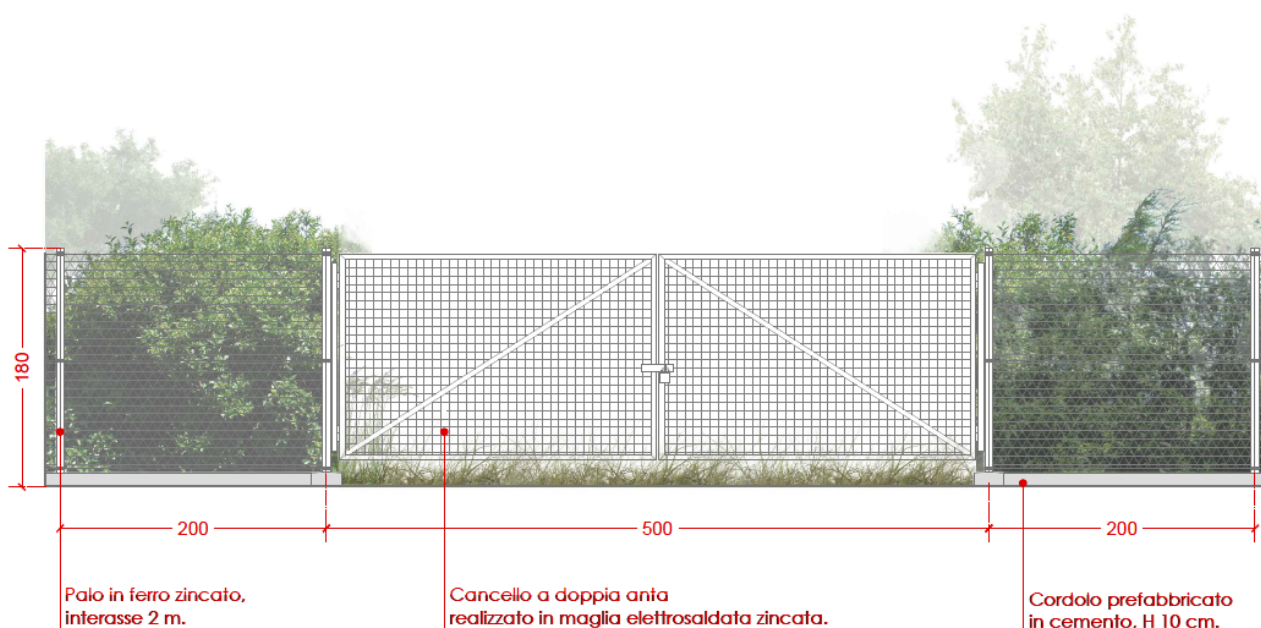 180
200
500
200
Palo in ferro zincato,
interasse 2 m.
Cancello a doppia anta
realizzato in maglia elettrosaldata zincata.
Cordolo prefabbricato
in cemento, H 10 cm.